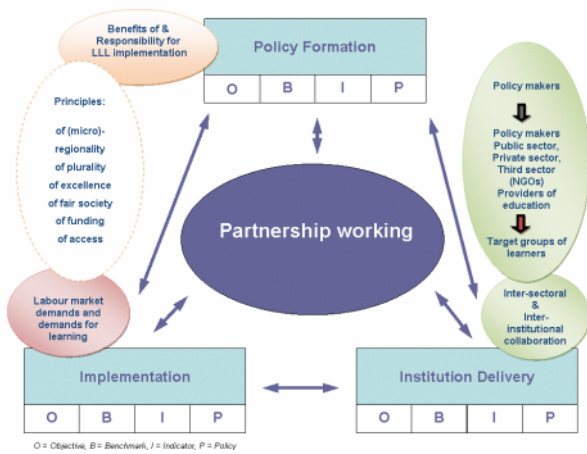 Benefits of &
Responsibility for
LLL implementation
Policy Formation
O B I P
Principles:
of (micro)-
regionality
of plurality
of excellence
of fair society
of funding
of access
Policy makers
Policy makers
Public sector,
Private sector,
Third sector
(NGOs)
Providers of
education
Target groups of
learners
Partnership working
Labour market
demands and
demands for
learning
Inter-sectoral
&
Inter-
institutional
collaboration
Implementation
O B I P
Institution Delivery
O B I P
O = Objective, B = Benchmark, I = Indicator, P = Policy